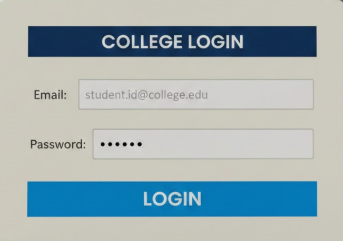 COLLEGE LOGIN
Email: student.id@college.edu
Password: ••••••
LOGIN